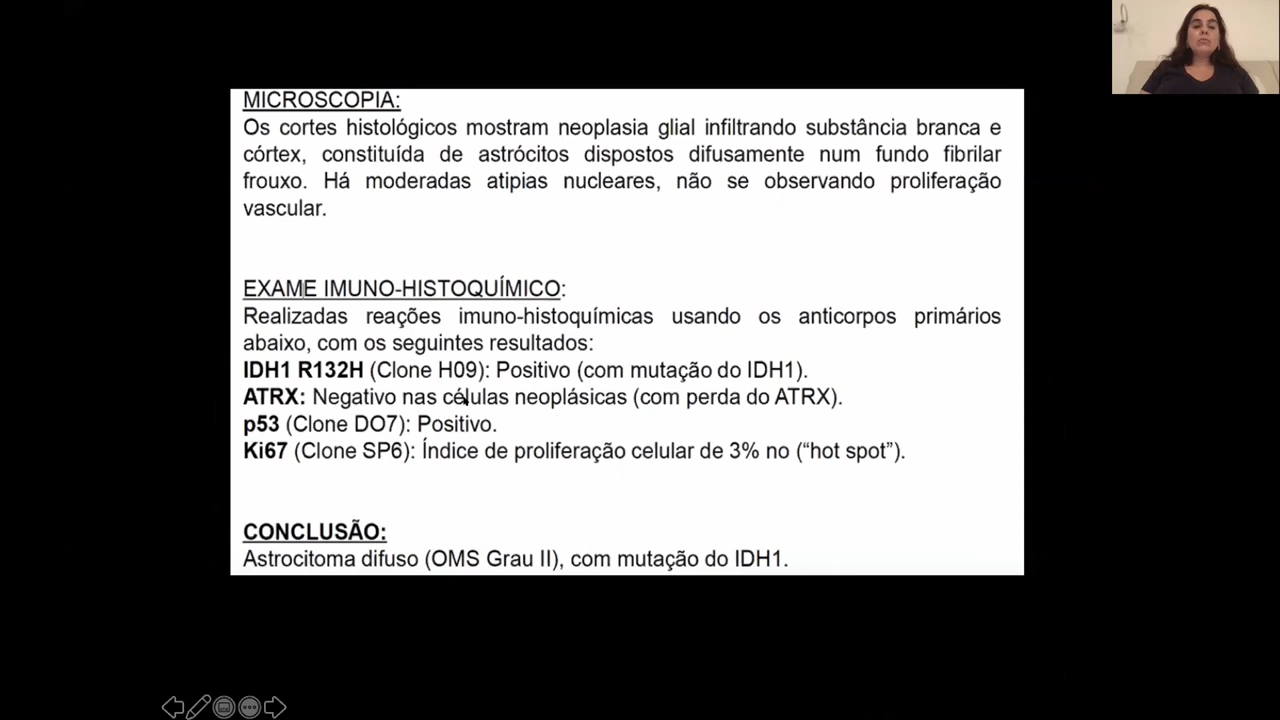 MICROSCOPIA:
Os cortes histológicos mostram neoplasia glial infiltrando substância branca e
córtex, constituída de astrócitos dispostos difusamente num fundo fibrilar
frouxo. Há moderadas atipias nucleares, não se observando proliferação
vascular.
EXAME IMUNO-HISTOQUÍMICO:
Realizadas reações imuno-histoquímicas usando os anticorpos primários
abaixo, com os seguintes resultados:
IDH1 R132H (Clone H09): Positivo (com mutação do IDH1).
ATRX: Negativo nas células neoplásicas (com perda do ATRX).
p53 (Clone DO7): Positivo.
Ki67 (Clone SP6): Índice de proliferação celular de 3% no (“hot spot”).
CONCLUSÃO:
Astrocitoma difuso (OMS Grau II), com mutação do IDH1.